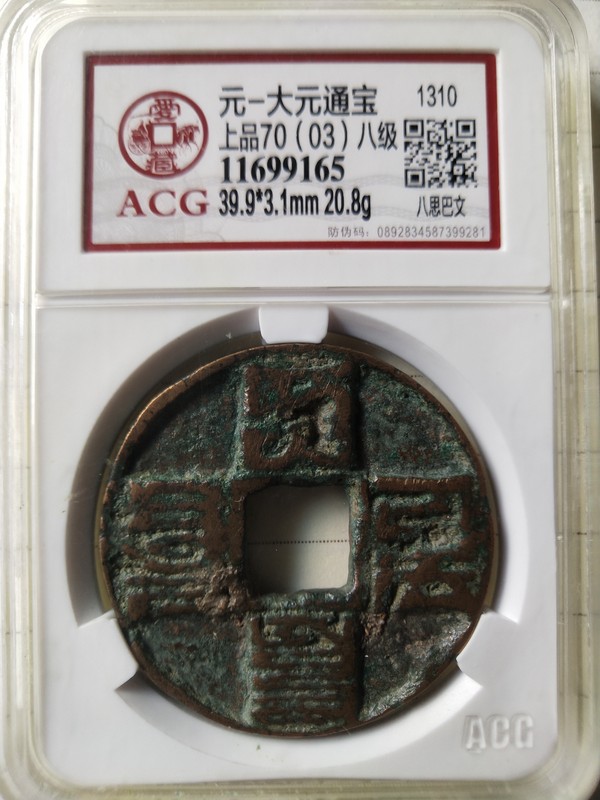 元-大元通宝 1310
上品70(03)八级
11699165
ACG 39.9*3.1mm 20.8g 八思巴文
防伪码: 0892834587399281
ACG